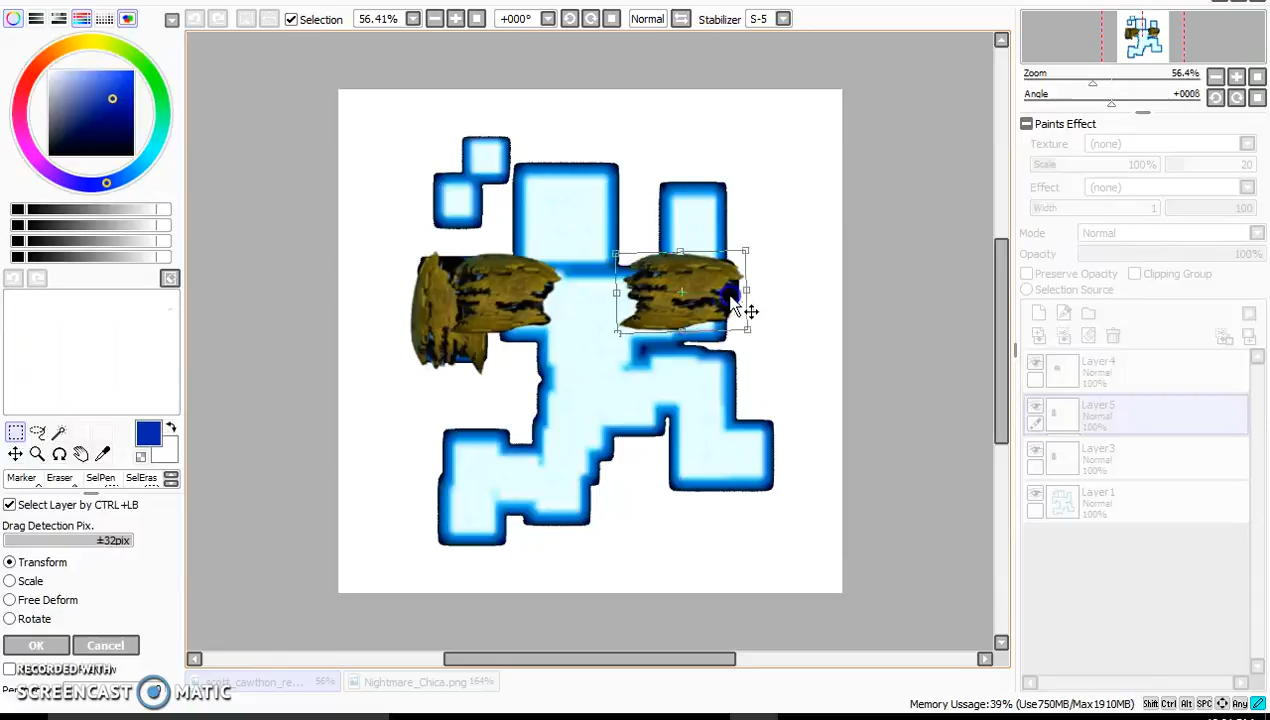 Selection 56.41% +000° Normal Stabilizer S-5
Zoom 56.4%
Angle +0008
Paints Effect
Texture (none)
Scale 100% 20
Effect (none)
Width 1 100
Mode Normal
Opacity 100%
Preserve Opacity Clipping Group
Selection Source
Layer4
Normal
100%
Layer5
Normal
100%
Layer3
Normal
100%
Layer1
Normal
100%
Marker Eraser SelPen SelEras
Select Layer by CTRL+LB
Drag Detection Pix.
±32pix
Transform
Scale
Free Deform
Rotate
OK Cancel
RECORDED WITH
SCREENCAST MATIC
scott_cawthon_re... 56% Nightmare_Chica.png 164%
Memory Ussage:39% (Use750MB/Max1910MB) Shift Ctrl Alt SPC Any